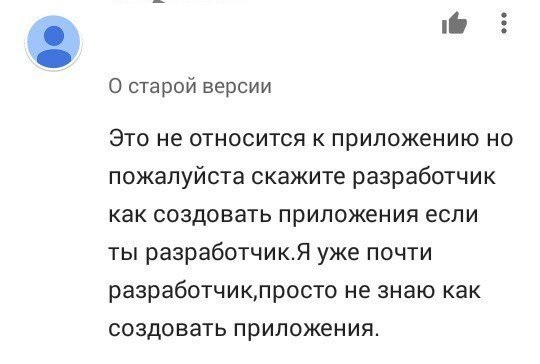 О старой версии
Это не относится к приложению но
пожалуйста скажите разработчик
как создовать приложения если
ты разработчик.Я уже почти
разработчик,просто не знаю как
создовать приложения.